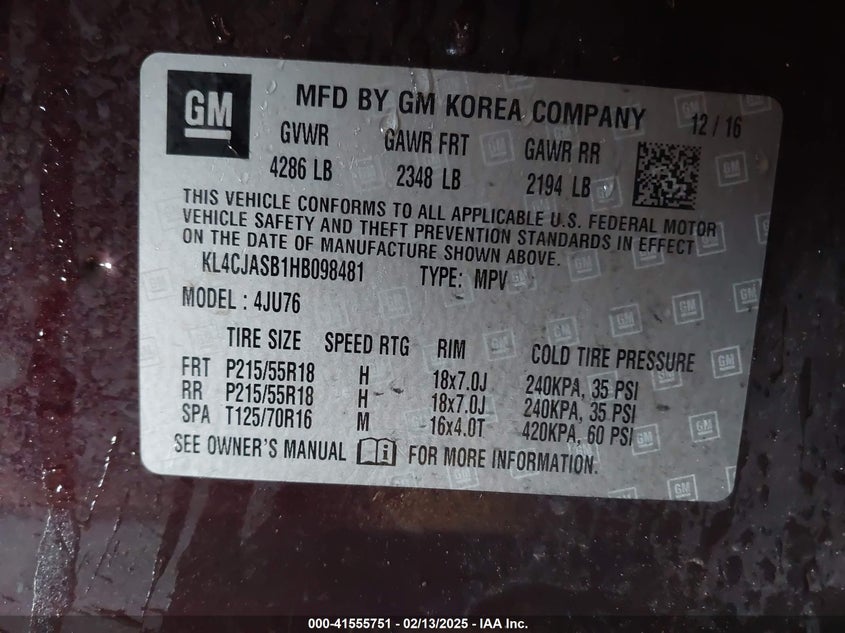 GM
MFD BY GM KOREA COMPANY 12 / 16
GVWR GAWR FRT GAWR RR
4286 LB 2348 LB 2194 LB
THIS VEHICLE CONFORMS TO ALL APPLICABLE U.S. FEDERAL MOTOR
VEHICLE SAFETY AND THEFT PREVENTION STANDARDS IN EFFECT
ON THE DATE OF MANUFACTURE SHOWN ABOVE.
KL4CJASB1HB098481 TYPE: MPV
MODEL : 4JU76
TIRE SIZE SPEED RTG RIM COLD TIRE PRESSURE
FRT P215/55R18 H 18x7.0J 240KPA, 35 PSI
RR P215/55R18 H 18x7.0J 240KPA, 35 PSI
SPA T125/70R16 M 16x4.0T 420KPA, 60 PSI
SEE OWNER'S MANUAL i FOR MORE INFORMATION.
000-41555751 - 02/13/2025 - IAA Inc.